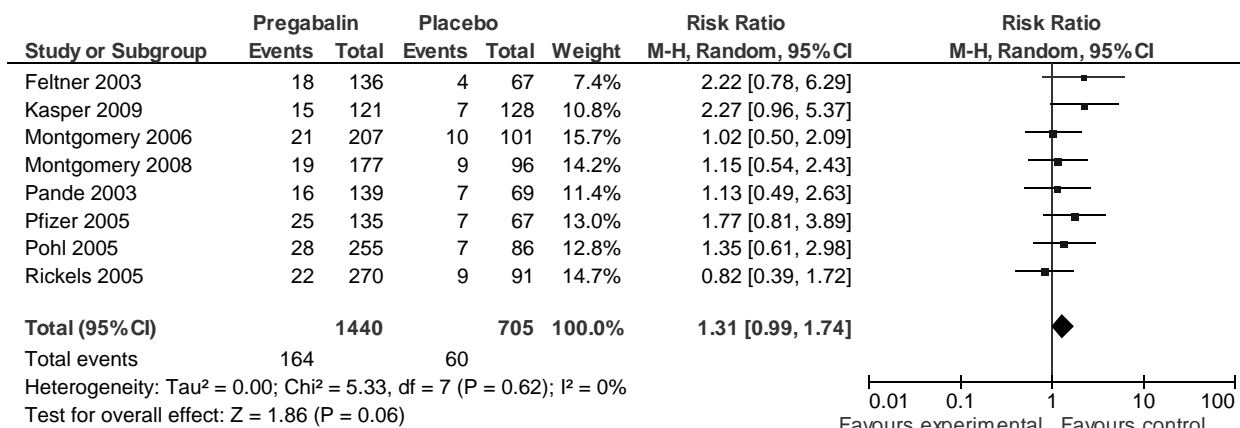 Pregabalin Placebo Risk Ratio Risk Ratio
Study or Subgroup Events Total Events Total Weight M-H, Random, 95%CI M-H, Random, 95%CI
Feltner 2003 18 136 4 67 7.4% 2.22 [0.78, 6.29]
Kasper 2009 15 121 7 128 10.8% 2.27 [0.96, 5.37]
Montgomery 2006 21 207 10 101 15.7% 1.02 [0.50, 2.09]
Montgomery 2008 19 177 9 96 14.2% 1.15 [0.54, 2.43]
Pande 2003 16 139 7 69 11.4% 1.13 [0.49, 2.63]
Pfizer 2005 25 135 7 67 13.0% 1.77 [0.81, 3.89]
Pohl 2005 28 255 7 86 12.8% 1.35 [0.61, 2.98]
Rickels 2005 22 270 9 91 14.7% 0.82 [0.39, 1.72]
Total (95%CI) 1440 705 100.0% 1.31 [0.99, 1.74]
Total events 164 60
Heterogeneity: Tau² = 0.00; Chi² = 5.33, df = 7 (P = 0.62); I² = 0%
Test for overall effect: Z = 1.86 (P = 0.06)
0.01 0.1 1 10 100
Favours experimental Favours control